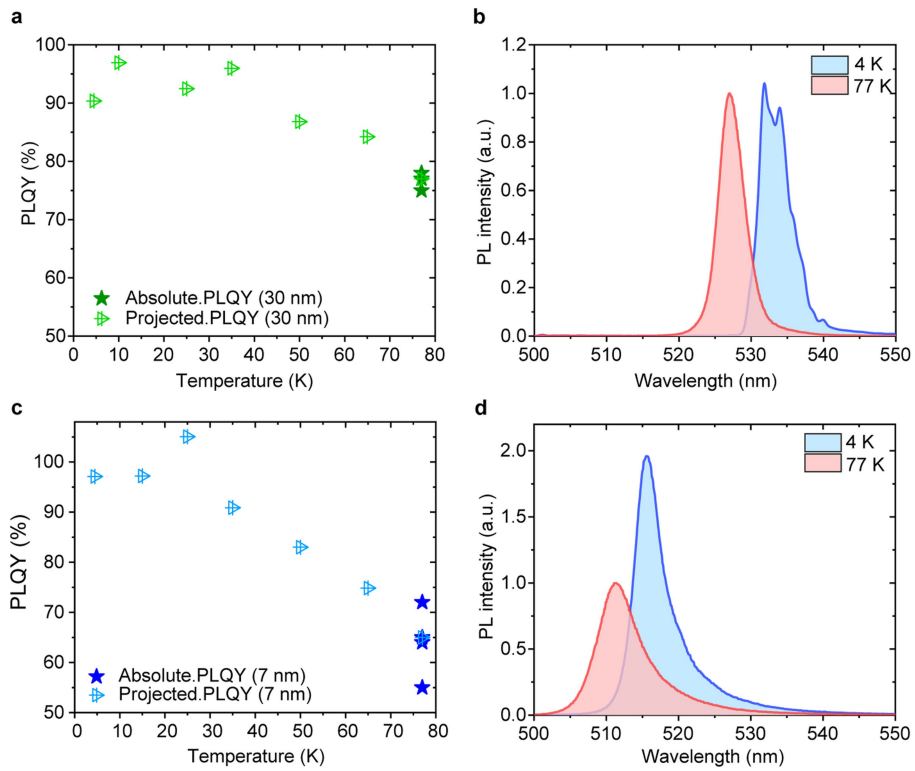 a
100
90
80
70
60
50
PLQY (%)
Absolute.PLQY (30 nm)
Projected.PLQY (30 nm)
0 10 20 30 40 50 60 70 80
Temperature (K)
b
1.2
1.0
0.8
0.6
0.4
0.2
0.0
PL intensity (a.u.)
4 K
77 K
500 510 520 530 540 550
Wavelength (nm)
c
100
90
80
70
60
50
PLQY (%)
Absolute.PLQY (7 nm)
Projected.PLQY (7 nm)
0 10 20 30 40 50 60 70 80
Temperature (K)
d
2.0
1.5
1.0
0.5
0.0
PL intensity (a.u.)
4 K
77 K
500 510 520 530 540 550
Wavelength (nm)